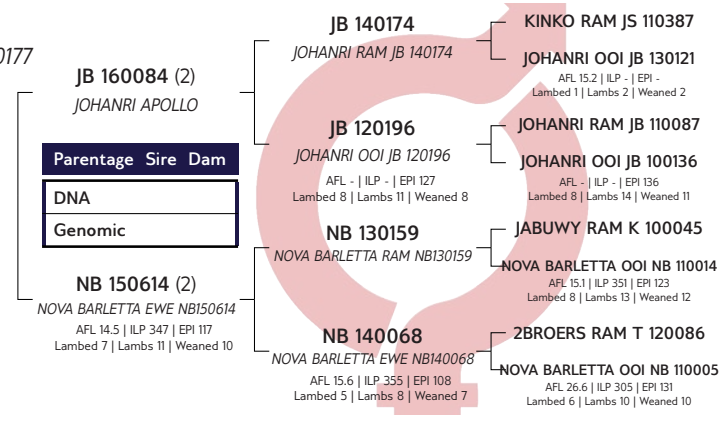 0177
JB 160084 (2)
JOHANRI APOLLO
Parentage Sire Dam
DNA
Genomic
NB 150614 (2)
NOVA BARLETTA EWE NB150614
AFL 14.5 | ILP 347 | EPI 117
Lambed 7 | Lambs 11 | Weaned 10
JB 140174
JOHANRI RAM JB 140174
JB 120196
JOHANRI OOI JB 120196
AFL - | ILP - | EPI 127
Lambed 8 | Lambs 11 | Weaned 8
NB 130159
NOVA BARLETTA RAM NB130159
NB 140068
NOVA BARLETTA EWE NB140068
AFL 15.6 | ILP 355 | EPI 108
Lambed 5 | Lambs 8 | Weaned 7
KINKO RAM JS 110387
JOHANRI OOI JB 130121
AFL 15.2 | ILP - | EPI -
Lambed 1 | Lambs 2 | Weaned 2
JOHANRI RAM JB 110087
JOHANRI OOI JB 100136
AFL - | ILP - | EPI 136
Lambed 8 | Lambs 14 | Weaned 11
JABUWY RAM K 100045
NOVA BARLETTA OOI NB 110014
AFL 15.1 | ILP 351 | EPI 123
Lambed 8 | Lambs 13 | Weaned 12
2BROERS RAM T 120086
NOVA BARLETTA OOI NB 110005
AFL 26.6 | ILP 305 | EPI 131
Lambed 6 | Lambs 10 | Weaned 10